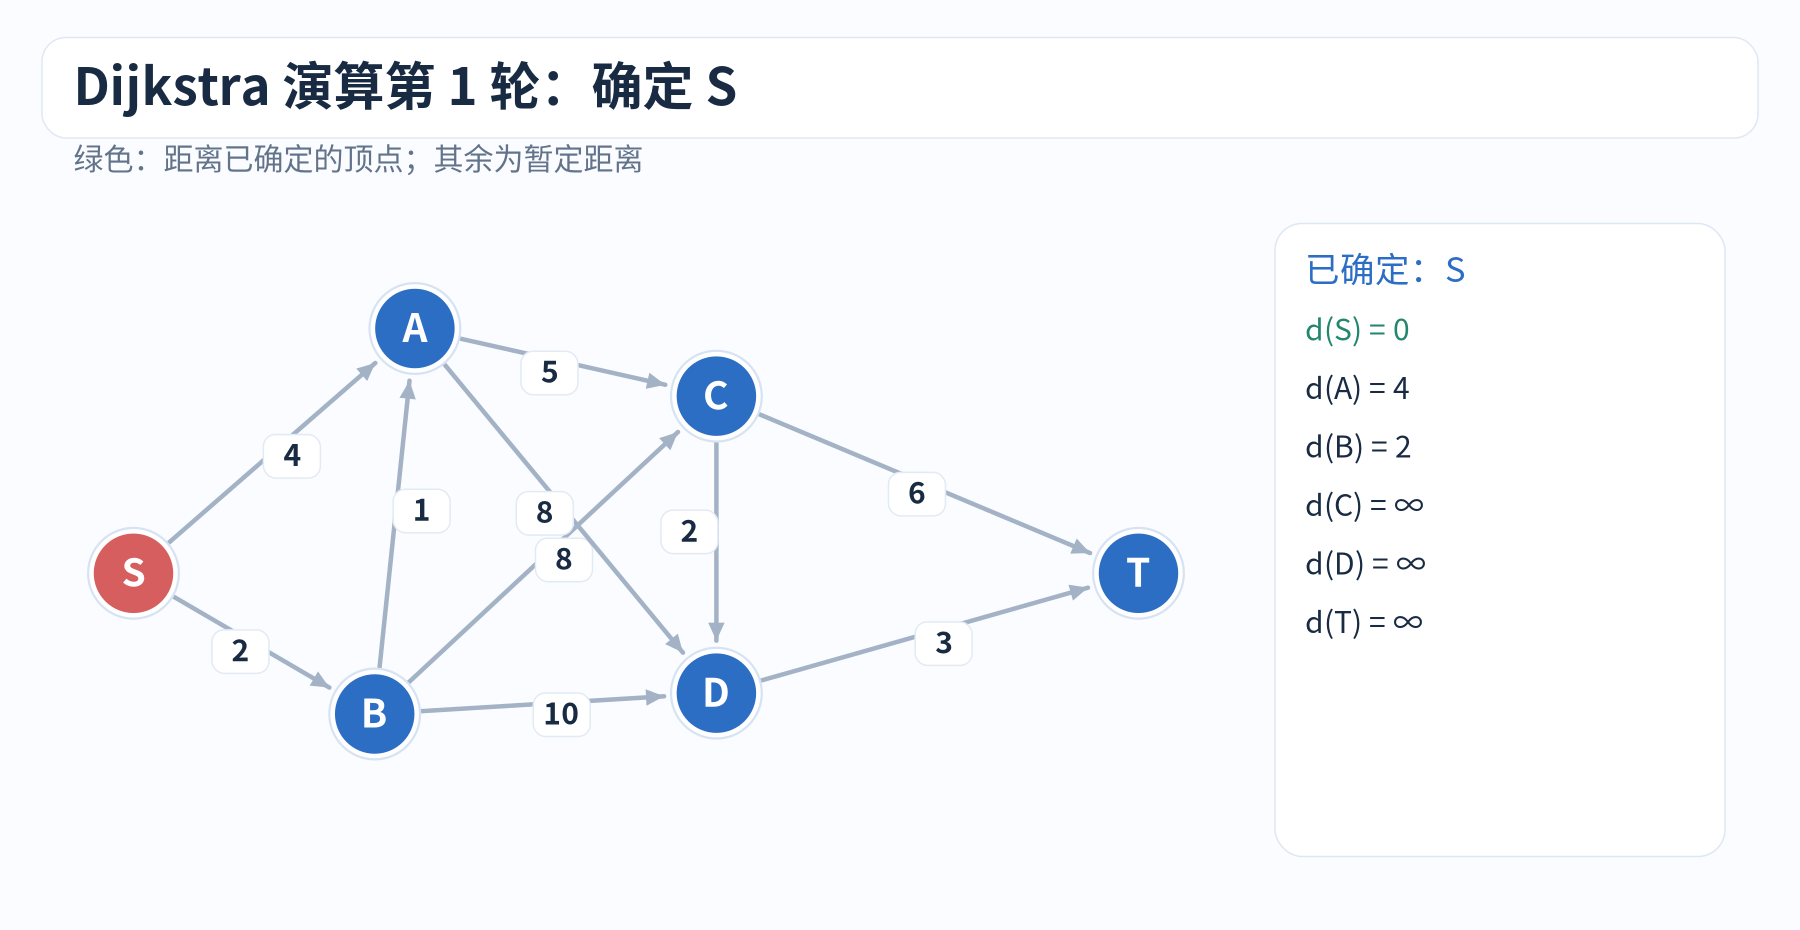 Dijkstra 演算第 1 轮：确定 S
绿色：距离已确定的顶点；其余为暂定距离
已确定：S
d(S) = 0
d(A) = 4
d(B) = 2
d(C) = ∞
d(D) = ∞
d(T) = ∞
A
5
C
4
1
8
2
6
8
S
T
2
3
B
10
D